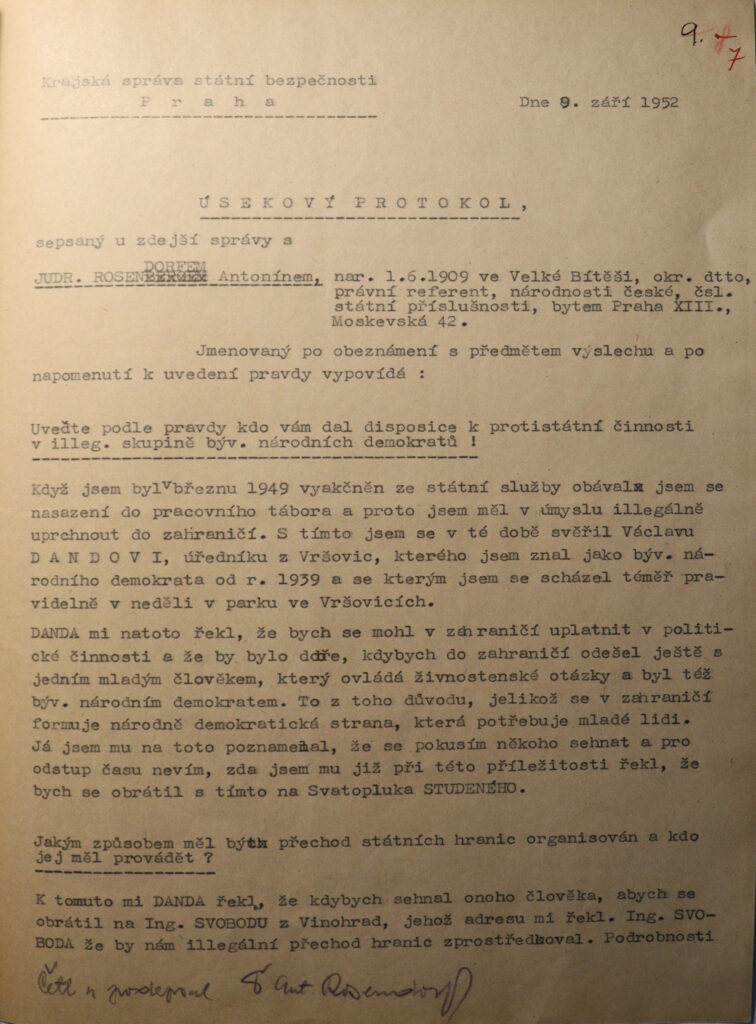 9. 7
Krajská správa státní bezpečnosti
P r a h a
Dne 9. září 1952
Ú S E K O V Ý P R O T O K O L ,
sepsaný u zdejší správy s
DORFEM
JUDR. ROSEN Antonínem, nar. 1.6.1909 ve Velké Bítěši, okr. dtto,
právní referent, národnosti české, čsl.
státní příslušnosti, bytem Praha XIII.,
Moskevská 42.
Jmenovaný po obeznámení s předmětem výslechu a po
napomenutí k uvedení pravdy vypovídá :
Uveďte podle pravdy kdo vám dal disposice k protistátní činnosti
v illeg. skupině býv. národních demokratů !
Když jsem byl v březnu 1949 vyakčněn ze státní služby obával jsem se
nasazení do pracovního tábora a proto jsem měl v úmyslu illegálně
uprchnout do zahraničí. S tímto jsem se v té době svěřil Václavu
D A N D O V I, úředníku z Vršovic, kterého jsem znal jako býv. ná-
rodního demokrata od r. 1939 a se kterým jsem se scházel téměř pra-
videlně v neděli v parku ve Vršovicích.
DANDA mi natoto řekl, že bych se mohl v zahraničí uplatnit v politi-
cké činnosti a že by bylo dobře, kdybych do zahraničí odešel ještě s
jedním mladým člověkem, který ovládá živnostenské otázky a byl též
býv. národním demokratem. To z toho důvodu, jelikož se v zahraničí
formuje národně demokratická strana, která potřebuje mladé lidi.
Já jsem mu na toto poznamenal, že se pokusím někoho sehnat a pro
odstup času nevím, zda jsem mu již při této příležitosti řekl, že
bych se obrátil s tímto na Svatopluka STUDENÉHO.
Jakým způsobem měl být přechod státních hranic organisován a kdo
jej měl provádět ?
K tomuto mi DANDA řekl, že kdybych sehnal onoho člověka, abych se
obrátil na Ing. SVOBODU z Vinohrad, jehož adresu mi řekl. Ing. SVO-
BODA že by nám illegální přechod hranic zprostředkoval. Podrobnosti
Četl a podepsal Ant Rosendorf